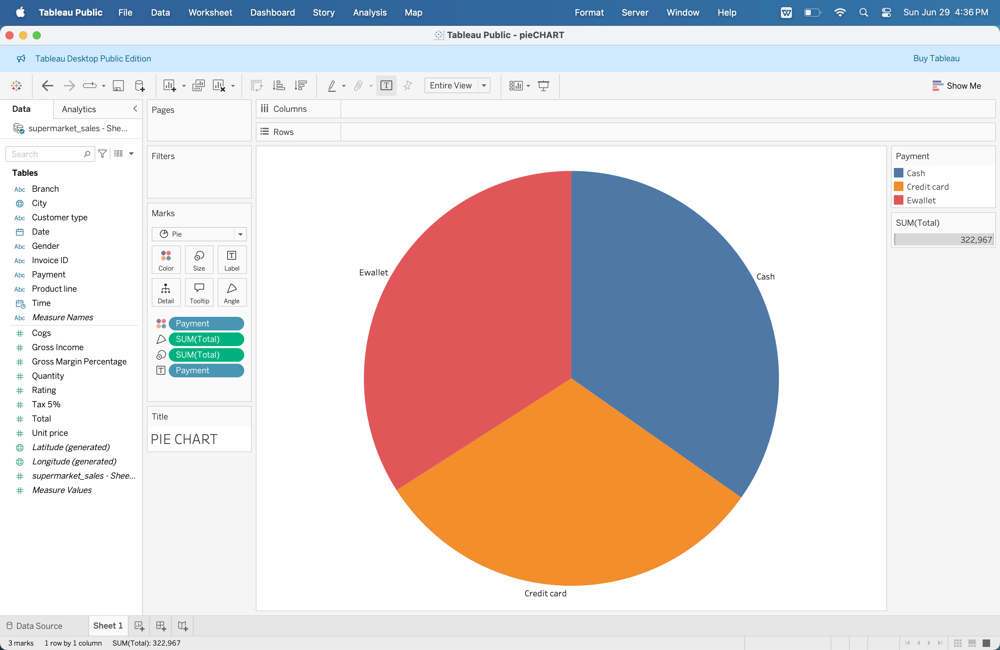 Tableau Public File Data Worksheet Dashboard Story Analysis Map Format Server Window Help Sun Jun 29 4:36 PM
Tableau Public - pieCHART
Tableau Desktop Public Edition Buy Tableau
Entire View Show Me
Data Analytics
supermarket_sales - She...
Search
Tables
Abc Branch
City
Abc Customer type
Date
Abc Gender
Abc Invoice ID
Abc Payment
Abc Product line
Time
Abc Measure Names
Cogs
Gross Income
Gross Margin Percentage
Quantity
Rating
Tax 5%
Total
Unit price
Latitude (generated)
Longitude (generated)
supermarket_sales - Shee...
Measure Values
Pages
Filters
Marks
Pie
Color Size Label
Detail Tooltip Angle
Payment
SUM(Total)
SUM(Total)
Payment
Title
PIE CHART
Columns
Rows
Ewallet
Cash
Credit card
Payment
Cash
Credit card
Ewallet
SUM(Total)
322,967
Data Source Sheet 1
3 marks 1 row by 1 column SUM(Total): 322,967